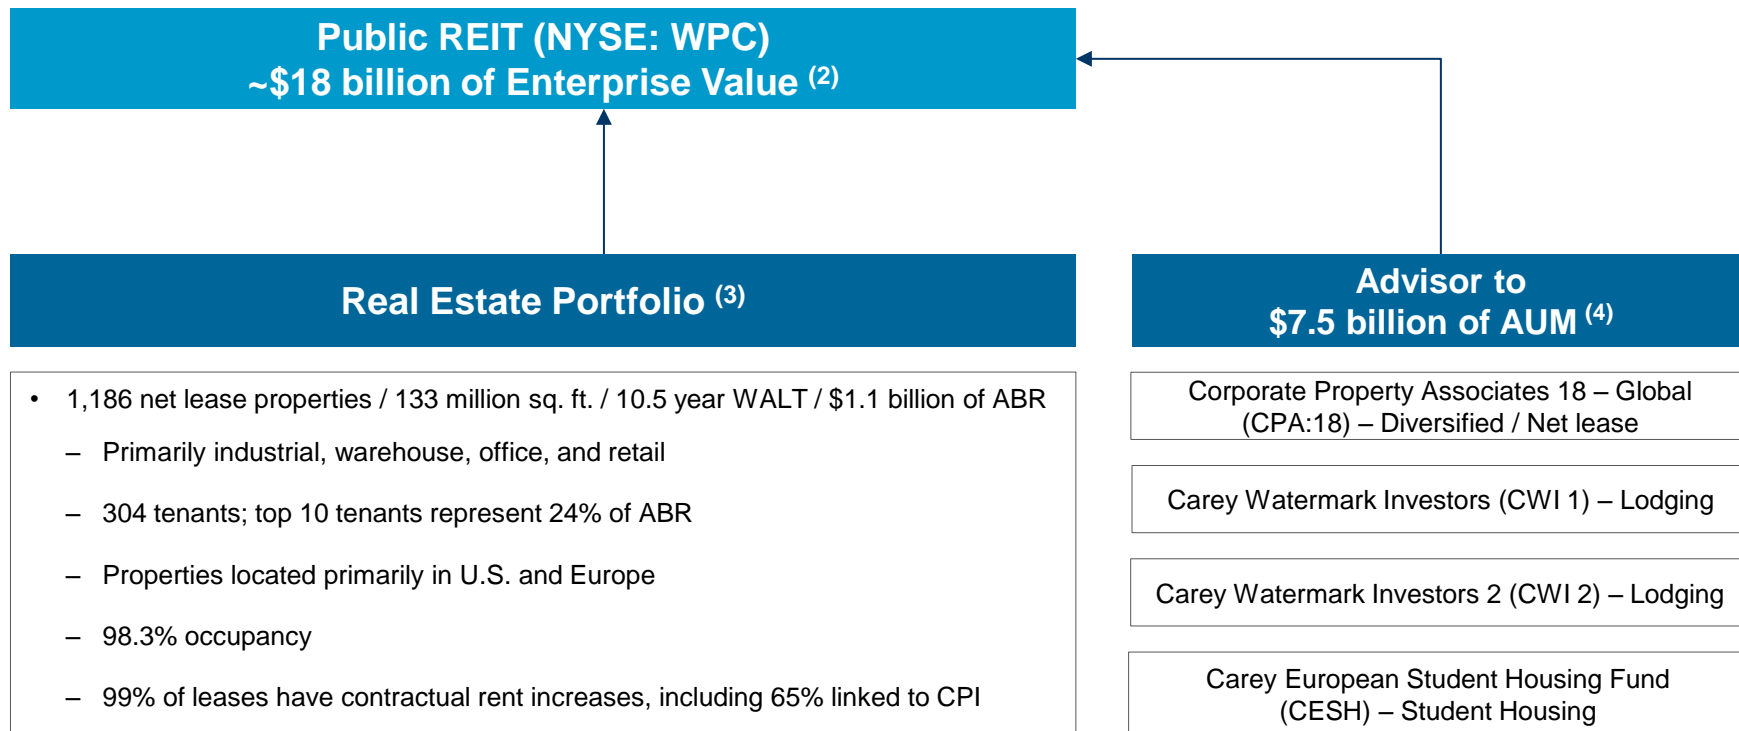 Public REIT (NYSE: WPC)
~$18 billion of Enterprise Value (2)
Real Estate Portfolio (3)
• 1,186 net lease properties / 133 million sq. ft. / 10.5 year WALT / $1.1 billion of ABR
– Primarily industrial, warehouse, office, and retail
– 304 tenants; top 10 tenants represent 24% of ABR
– Properties located primarily in U.S. and Europe
– 98.3% occupancy
– 99% of leases have contractual rent increases, including 65% linked to CPI
Advisor to
$7.5 billion of AUM (4)
Corporate Property Associates 18 – Global
(CPA:18) – Diversified / Net lease
Carey Watermark Investors (CWI 1) – Lodging
Carey Watermark Investors 2 (CWI 2) – Lodging
Carey European Student Housing Fund
(CESH) – Student Housing